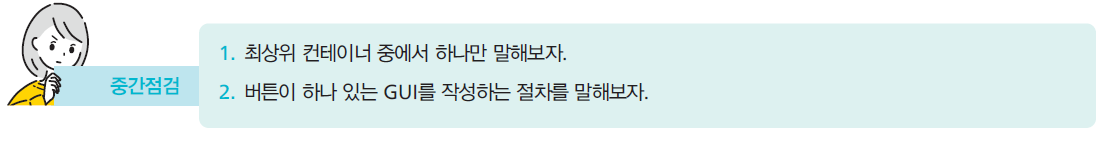 중간점검
1. 최상위 컨테이너 중에서 하나만 말해보자.
2. 버튼이 하나 있는 GUI를 작성하는 절차를 말해보자.